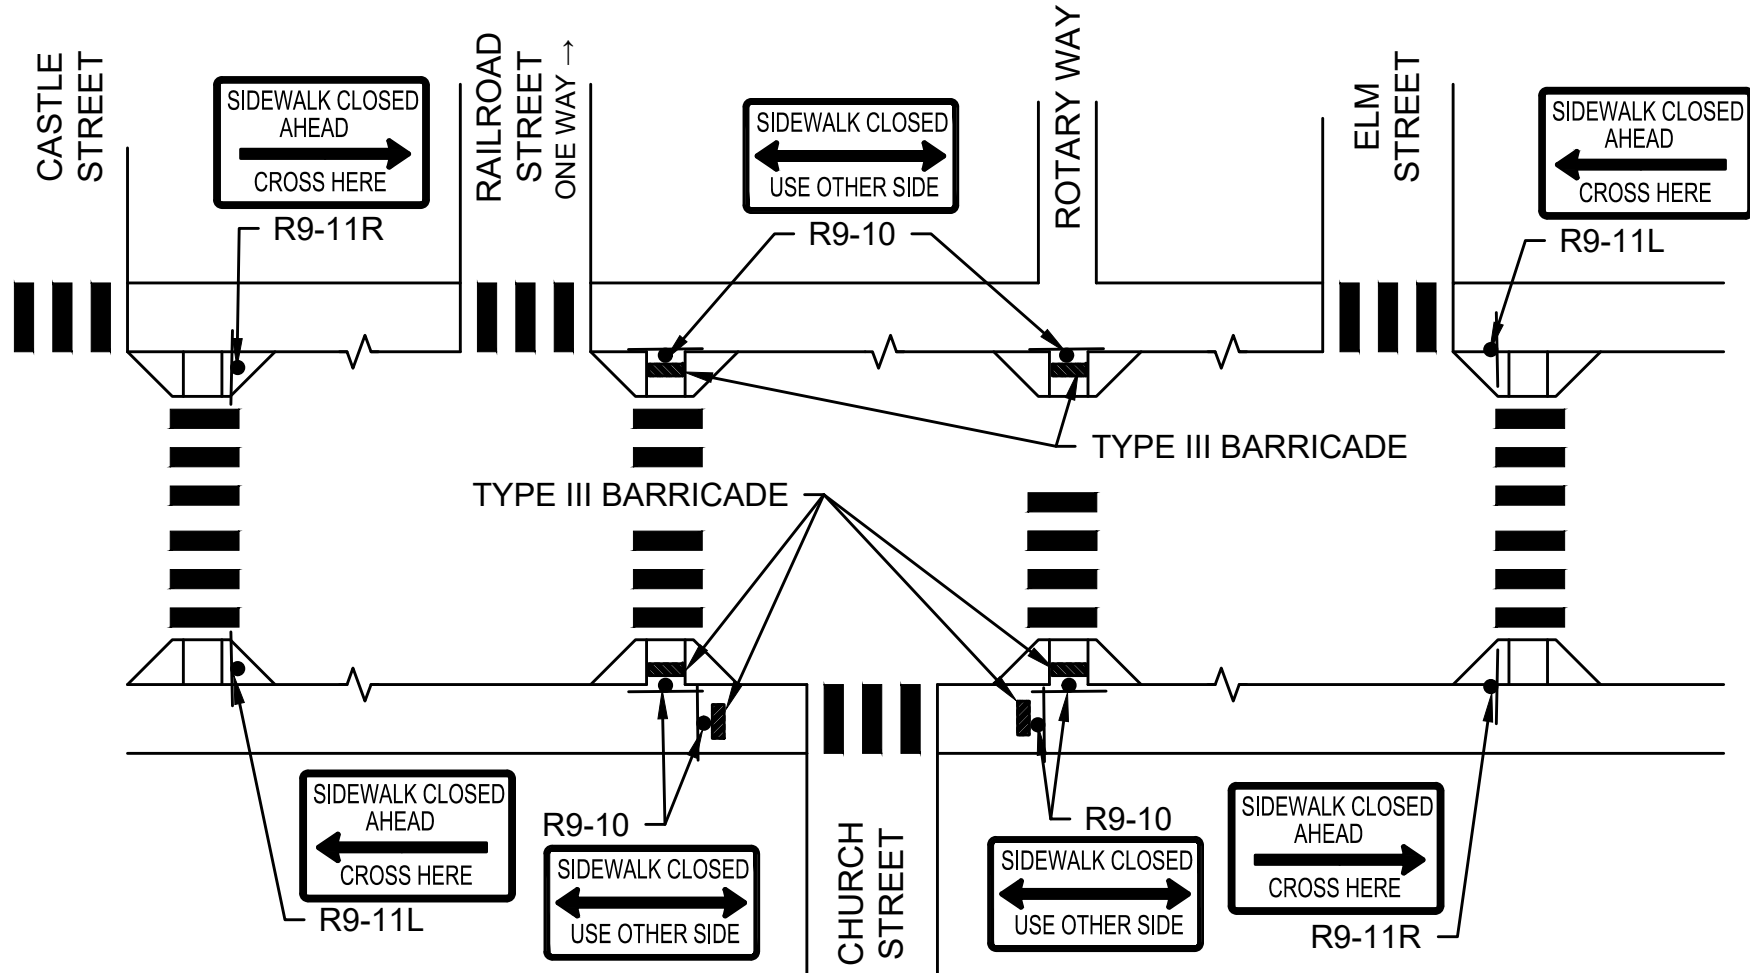 CASTLE
STREET
SIDEWALK CLOSED
AHEAD
CROSS HERE
R9-11R
RAILROAD
STREET
ONE WAY →
SIDEWALK CLOSED
USE OTHER SIDE
R9-10
ROTARY WAY
ELM
STREET
SIDEWALK CLOSED
AHEAD
CROSS HERE
R9-11L
TYPE III BARRICADE
TYPE III BARRICADE
SIDEWALK CLOSED
AHEAD
CROSS HERE
R9-11L
R9-10
SIDEWALK CLOSED
USE OTHER SIDE
CHURCH
STREET
R9-10
SIDEWALK CLOSED
USE OTHER SIDE
SIDEWALK CLOSED
AHEAD
CROSS HERE
R9-11R